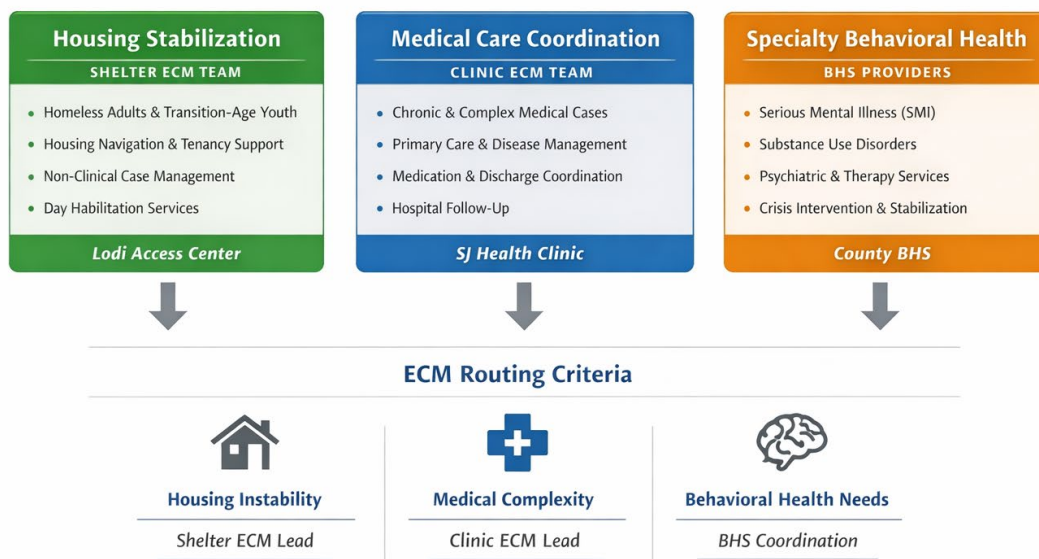 Housing Stabilization
SHELTER ECM TEAM
• Homeless Adults & Transition-Age Youth
• Housing Navigation & Tenancy Support
• Non-Clinical Case Management
• Day Habilitation Services
Lodi Access Center
Medical Care Coordination
CLINIC ECM TEAM
• Chronic & Complex Medical Cases
• Primary Care & Disease Management
• Medication & Discharge Coordination
• Hospital Follow-Up
SJ Health Clinic
Specialty Behavioral Health
BHS PROVIDERS
• Serious Mental Illness (SMI)
• Substance Use Disorders
• Psychiatric & Therapy Services
• Crisis Intervention & Stabilization
County BHS
ECM Routing Criteria
Housing Instability
Shelter ECM Lead
Medical Complexity
Clinic ECM Lead
Behavioral Health Needs
BHS Coordination